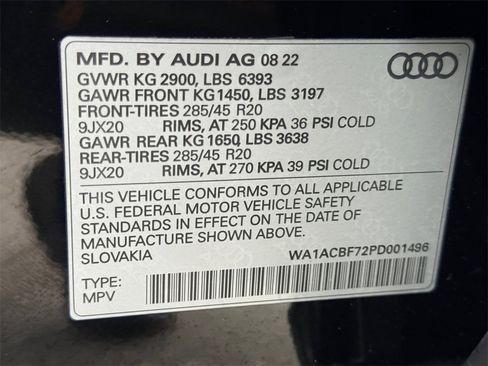 MFD. BY AUDI AG 08 22
GVWR KG 2900, LBS 6393
GAWR FRONT KG 1450, LBS 3197
FRONT-TIRES 285/45 R20
9JX20 RIMS, AT 250 KPA 36 PSI COLD
GAWR REAR KG 1650, LBS 3638
REAR-TIRES 285/45 R20
9JX20 RIMS, AT 270 KPA 39 PSI COLD
THIS VEHICLE CONFORMS TO ALL APPLICABLE
U.S. FEDERAL MOTOR VEHICLE SAFETY
STANDARDS IN EFFECT ON THE DATE OF
MANUFACTURE SHOWN ABOVE.
SLOVAKIA WA1ACBF72PD001496
TYPE:
MPV